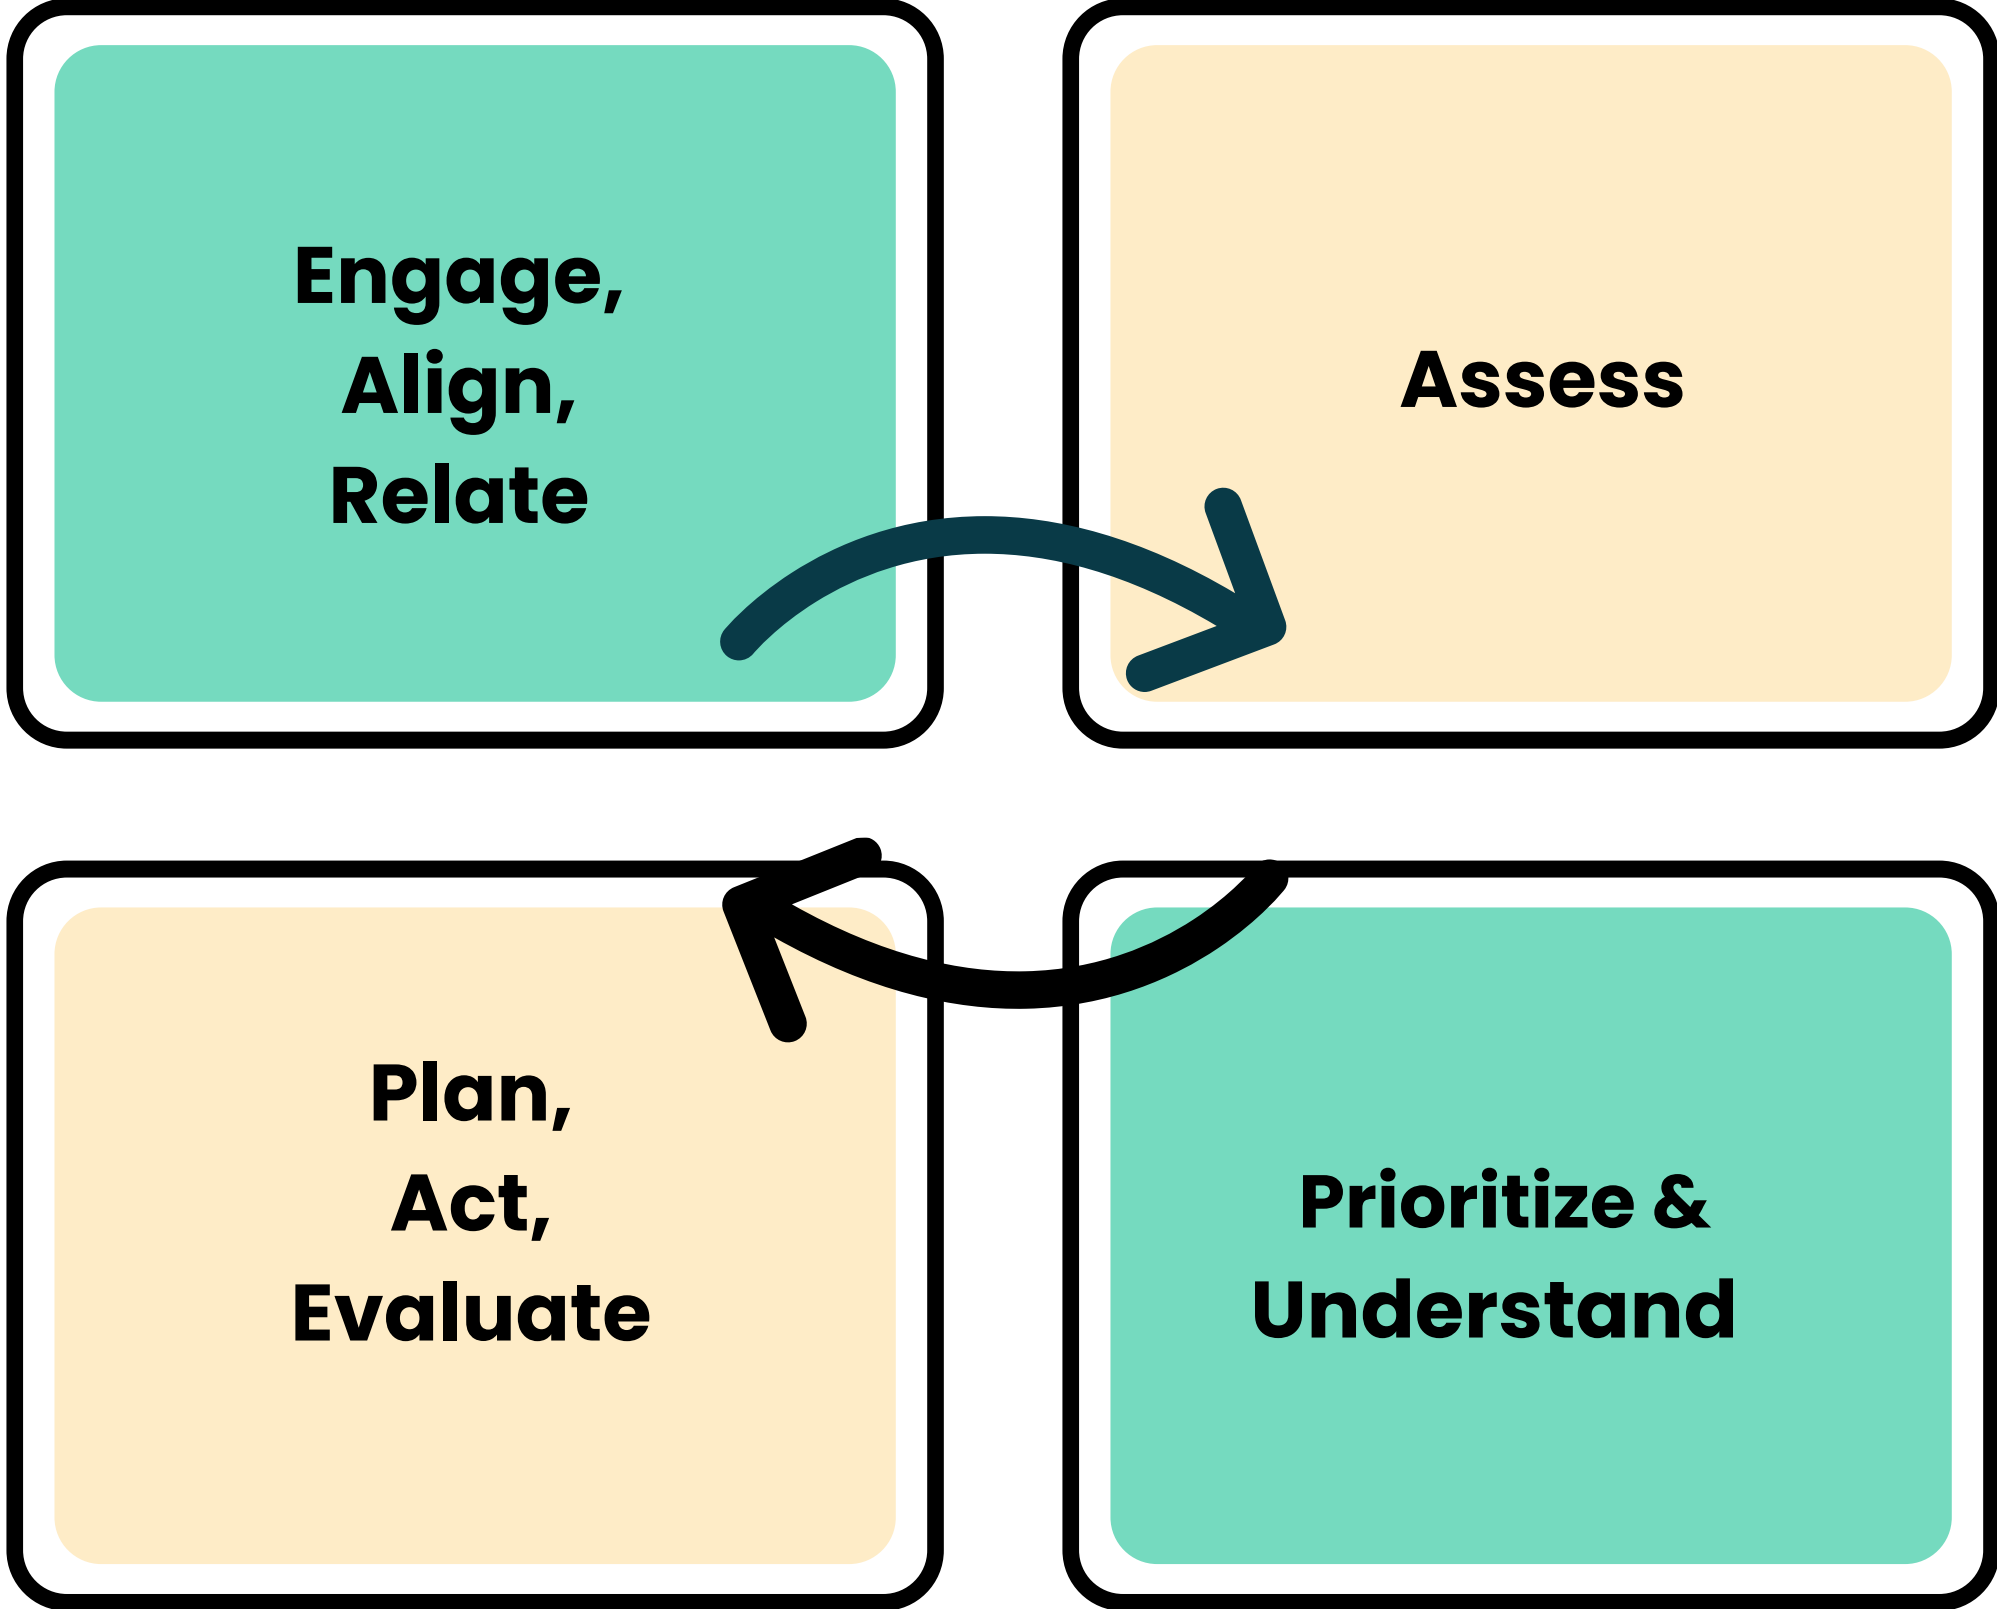 Engage,
Align,
Relate
Assess
Plan,
Act,
Evaluate
Prioritize &
Understand